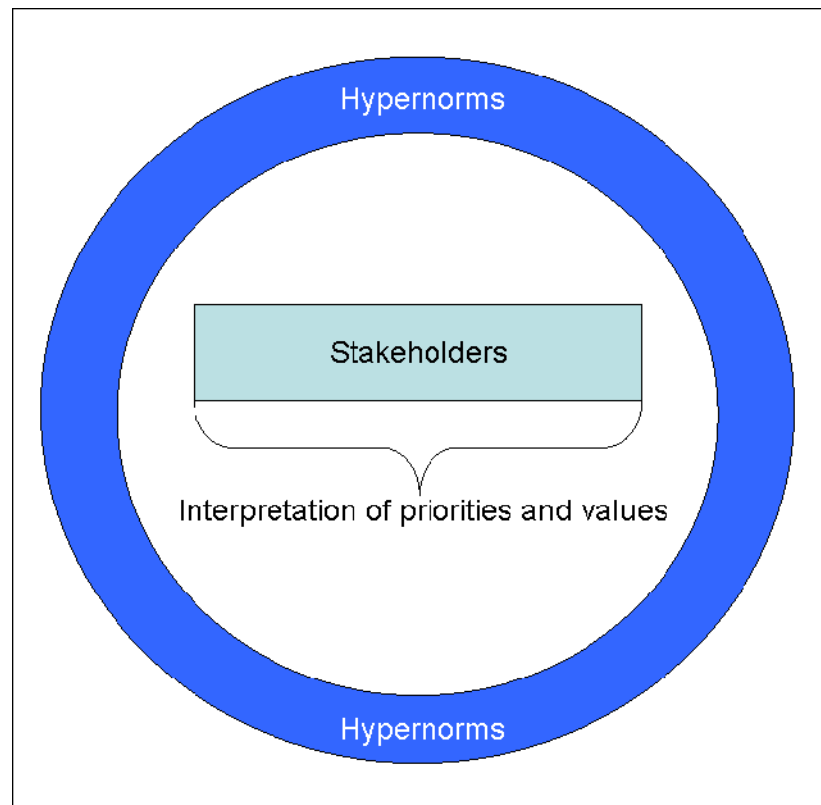 Hypernorms
Stakeholders
Interpretation of priorities and values
Hypernorms